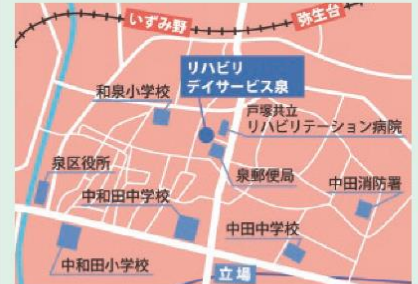 いずみ野
弥生台
リハビリ
デイサービス泉
和泉小学校
戸塚共立
リハビリテーション病院
泉区役所
泉郵便局
中田消防署
中和田中学校
中田中学校
中和田小学校
立場